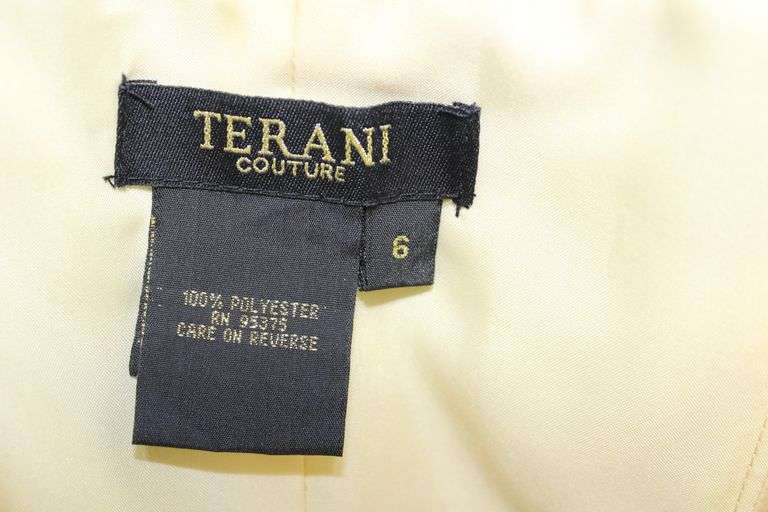 TERANI
COUTURE
6
100% POLYESTER
RN 95375
CARE ON REVERSE